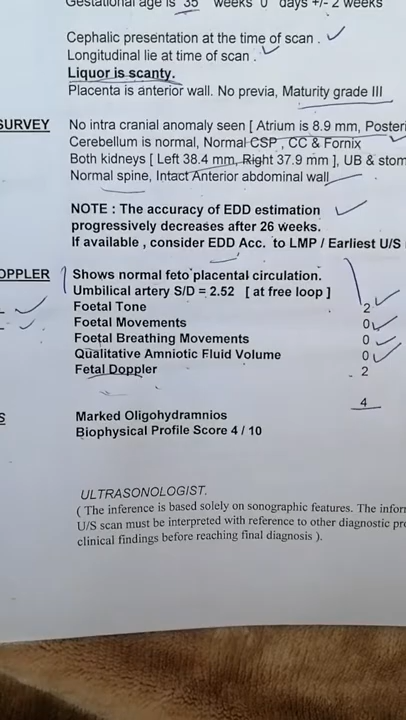 Gestational age is 35 weeks 0 days +/- 2 weeks
Cephalic presentation at the time of scan .
Longitudinal lie at time of scan .
Liquor is scanty.
Placenta is anterior wall. No previa, Maturity grade III
SURVEY No intra cranial anomaly seen [ Atrium is 8.9 mm, Posteri
Cerebellum is normal, Normal CSP , CC & Fornix
Both kidneys [ Left 38.4 mm, Right 37.9 mm ], UB & stom
Normal spine, Intact Anterior abdominal wall
NOTE : The accuracy of EDD estimation
progressively decreases after 26 weeks.
If available , consider EDD Acc. to LMP / Earliest U/S
OPPLER Shows normal feto placental circulation.
Umbilical artery S/D = 2.52 [ at free loop ]
Foetal Tone 2
Foetal Movements 0
Foetal Breathing Movements 0
Qualitative Amniotic Fluid Volume 0
Fetal Doppler 2
4
S Marked Oligohydramnios
Biophysical Profile Score 4 / 10
ULTRASONOLOGIST.
( The inference is based solely on sonographic features. The infor
U/S scan must be interpreted with reference to other diagnostic pro
clinical findings before reaching final diagnosis ).